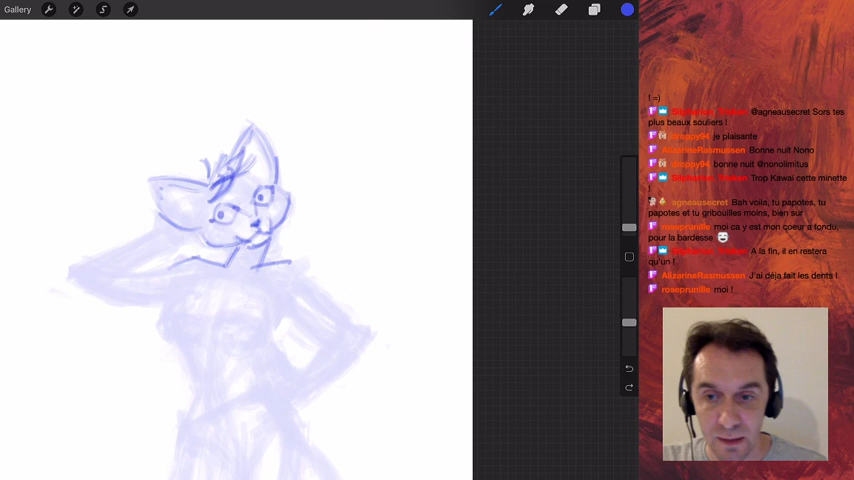 Gallery
! =)
@agneausecret Sors tes
plus beaux souliers !
droppy94 je plaisante
AlizarineRasmussen Bonne nuit Nono
droppy94 bonne nuit @nonolimitus
Trop Kawai cette minette
!
agneausecret Bah voila, tu papotes, tu
papotes et tu gribouilles moins, bien sur
roseprunille moi ca y est mon coeur a fondu,
pour la bardesse
A la fin, il en restera
qu'un !
AlizarineRasmussen J'ai déja fait les dents !
roseprunille moi !